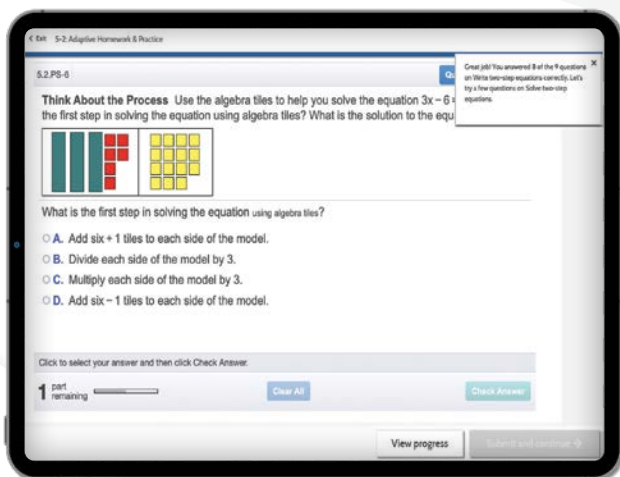 Exit 5-2: Adaptive Homework & Practice
5.2.PS-6
Great job! You answered 8 of the 9 questions
on Write two-step equations correctly. Let's
try a few questions on Solve two-step
equations.
Think About the Process Use the algebra tiles to help you solve the equation 3x – 6
the first step in solving the equation using algebra tiles? What is the solution to the equ
What is the first step in solving the equation using algebra tiles?
A. Add six + 1 tiles to each side of the model.
B. Divide each side of the model by 3.
C. Multiply each side of the model by 3.
D. Add six – 1 tiles to each side of the model.
Click to select your answer and then click Check Answer.
1 part
remaining
Clear All
Check Answer
View progress
Submit and continue